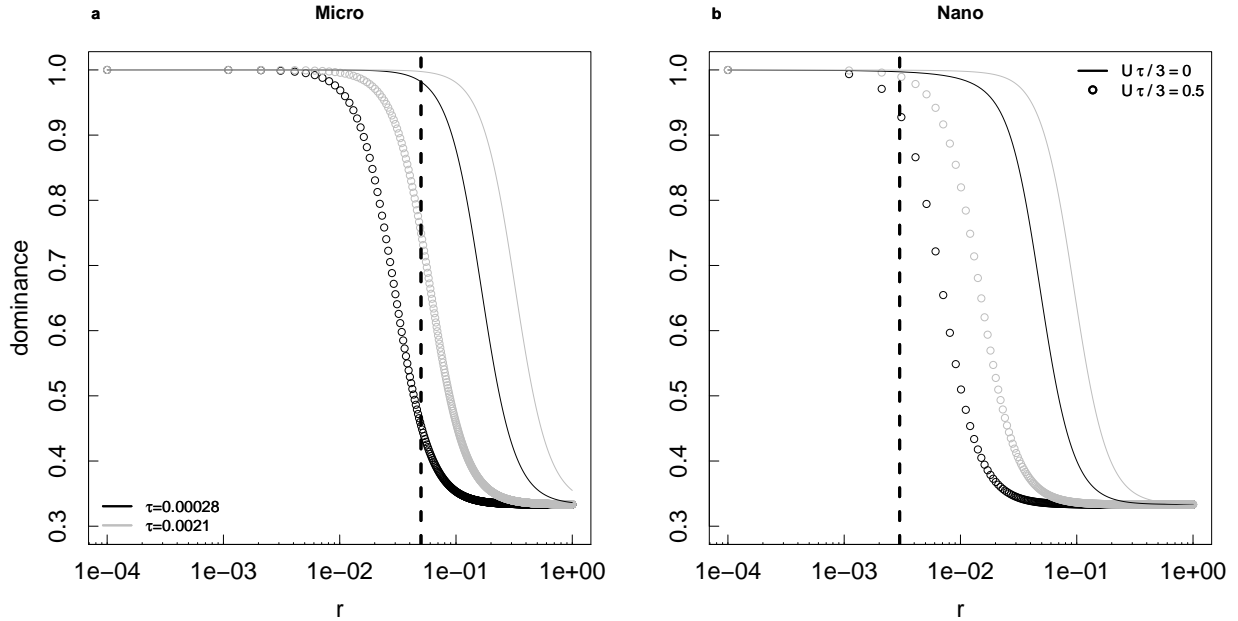 a
Micro
dominance
1.0
0.9
0.8
0.7
0.6
0.5
0.4
0.3
τ=0.00028
τ=0.0021
1e−04 1e−03 1e−02 1e−01 1e+00
r
b
Nano
1.0
0.9
0.8
0.7
0.6
0.5
0.4
0.3
U τ / 3 = 0
U τ / 3 = 0.5
1e−04 1e−03 1e−02 1e−01 1e+00
r